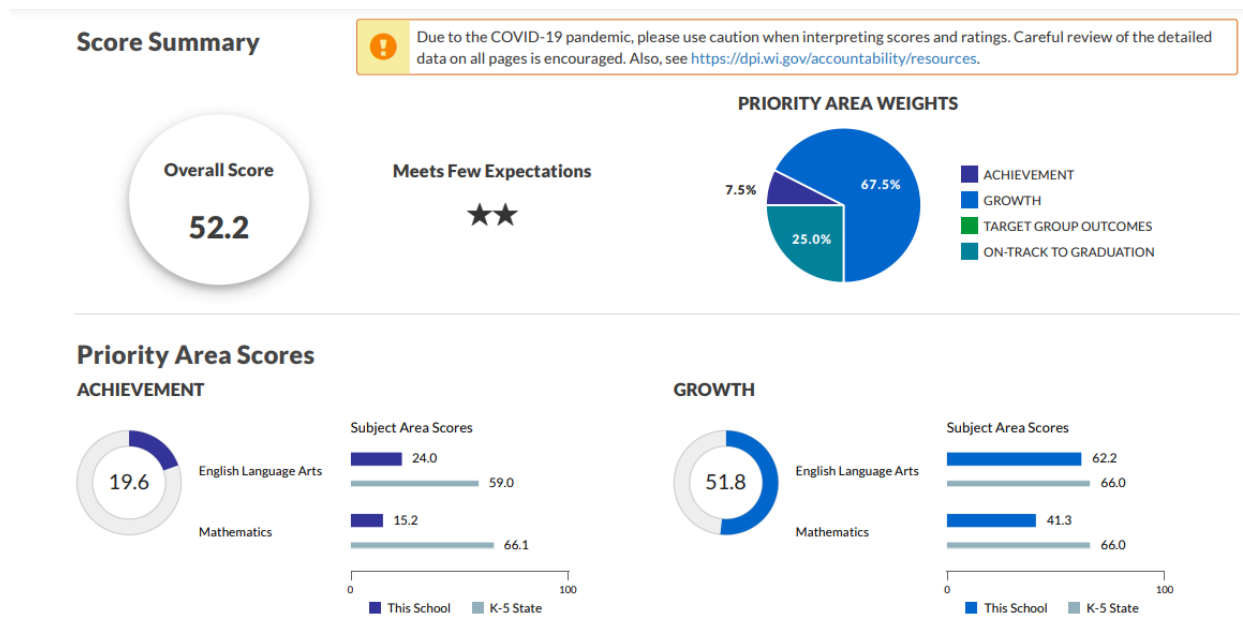 Score Summary
Due to the COVID-19 pandemic, please use caution when interpreting scores and ratings. Careful review of the detailed
data on all pages is encouraged. Also, see https://dpi.wi.gov/accountability/resources.
Overall Score
52.2
Meets Few Expectations
★★
PRIORITY AREA WEIGHTS
67.5%
7.5%
25.0%
ACHIEVEMENT
GROWTH
TARGET GROUP OUTCOMES
ON-TRACK TO GRADUATION
Priority Area Scores
ACHIEVEMENT
19.6
Subject Area Scores
English Language Arts
24.0
59.0
Mathematics
15.2
66.1
0 100
This School K-5 State
GROWTH
51.8
Subject Area Scores
English Language Arts
62.2
66.0
Mathematics
41.3
66.0
0 100
This School K-5 State